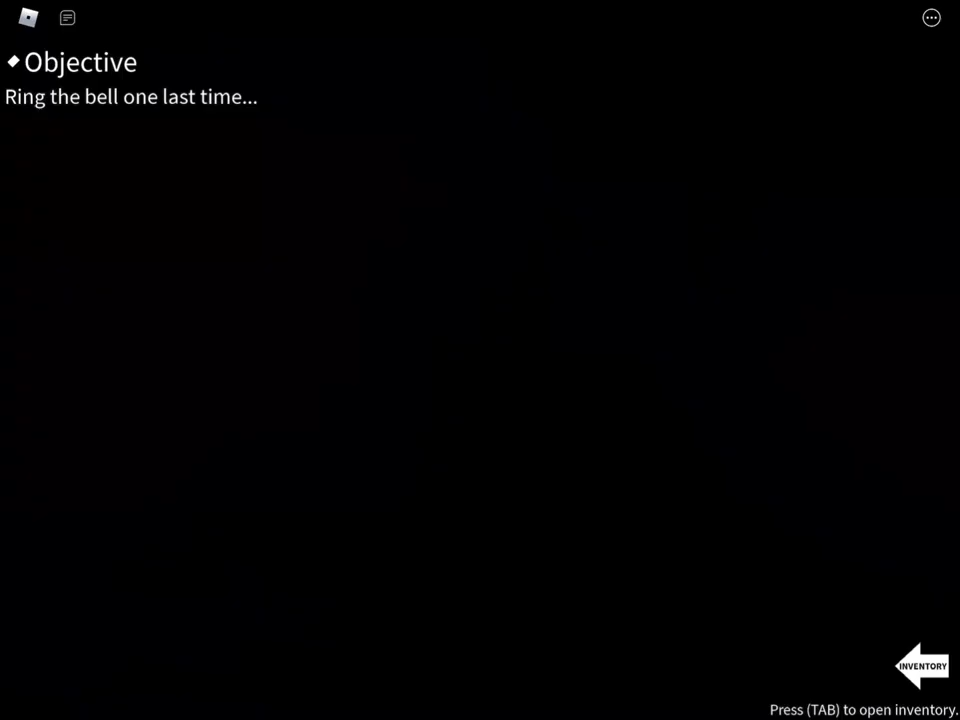 Objective
Ring the bell one last time...
INVENTORY
Press (TAB) to open inventory.